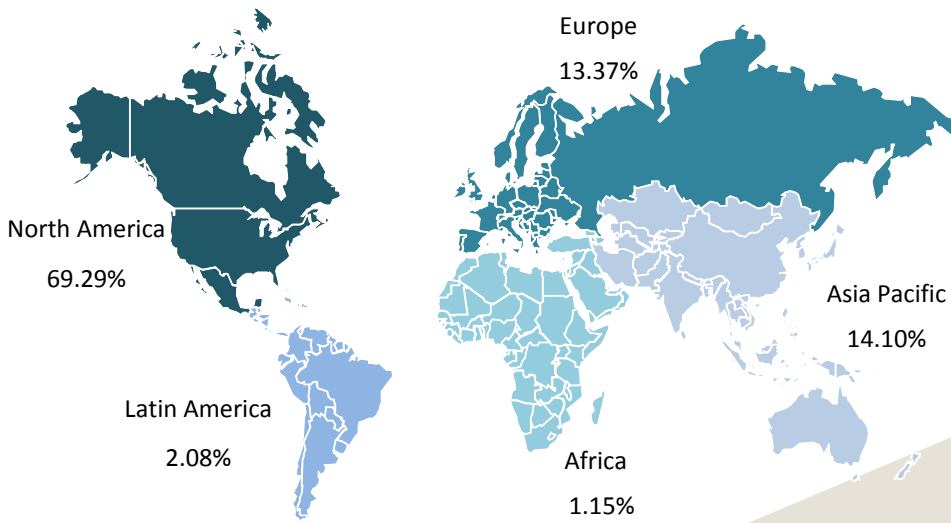 Europe
13.37%
North America
69.29%
Asia Pacific
14.10%
Latin America
2.08%
Africa
1.15%